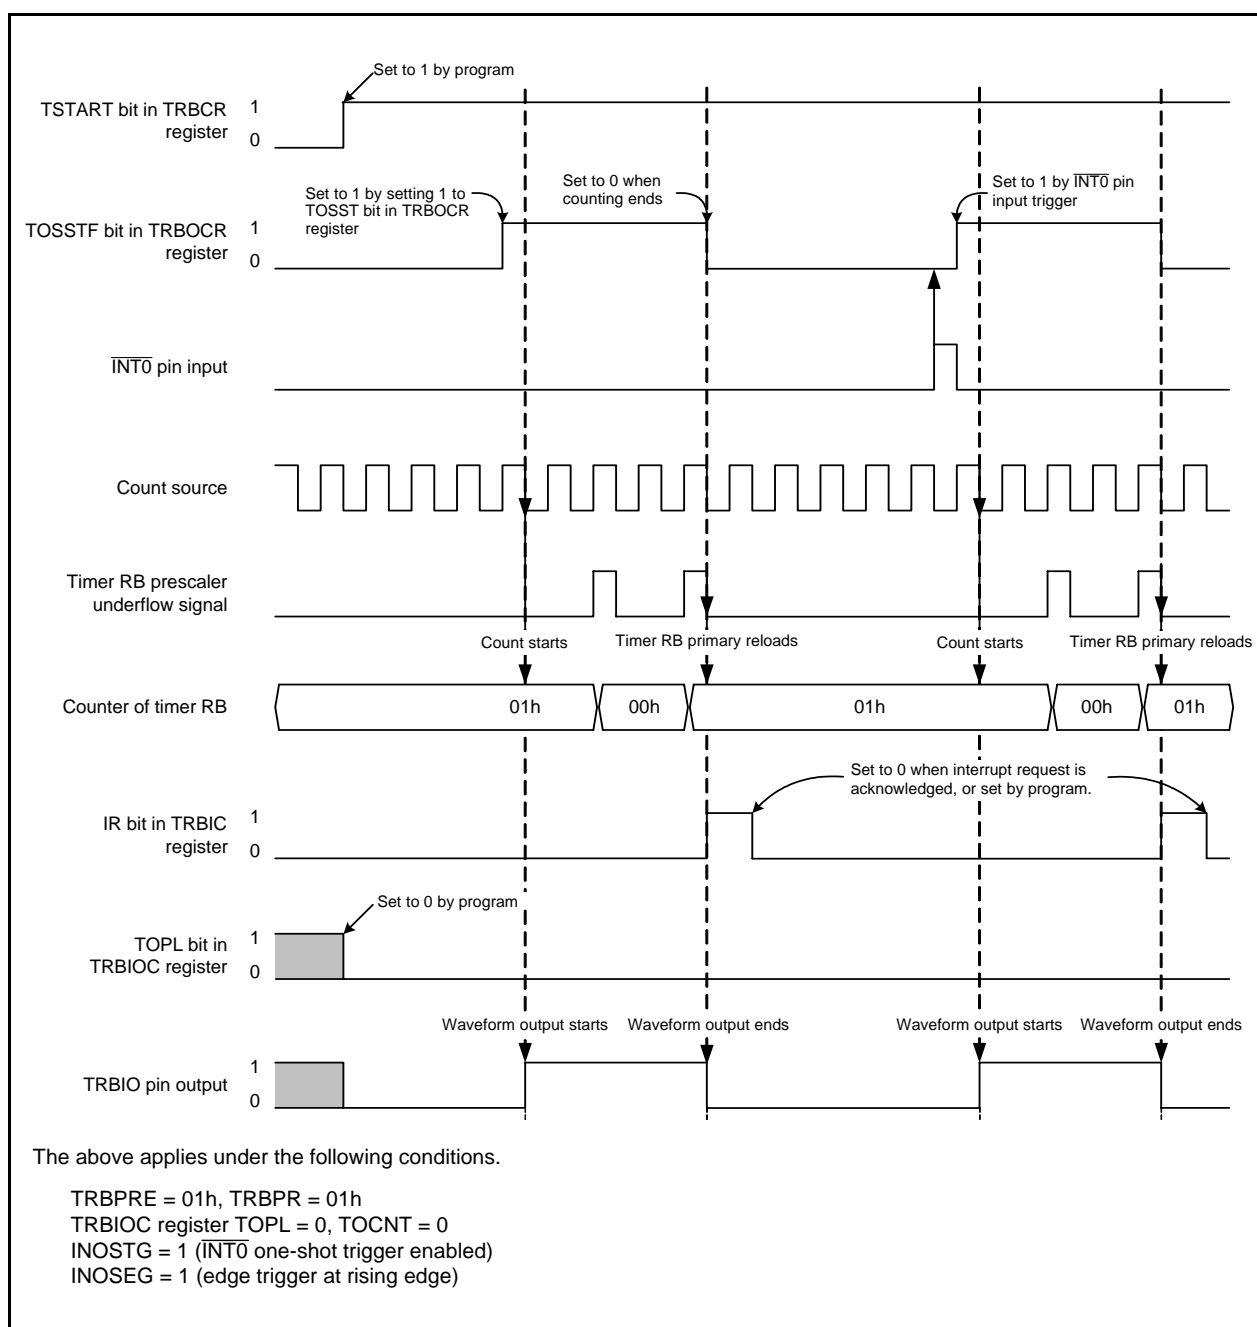 Set to 1 by program
TSTART bit in TRBCR
register
1
0
Set to 1 by setting 1 to
TOSST bit in TRBOCR
register
Set to 0 when
counting ends
Set to 1 by INT0 pin
input trigger
TOSSTF bit in TRBOCR
register
1
0
INT0 pin input
Count source
Timer RB prescaler
underflow signal
Count starts
Timer RB primary reloads
Count starts
Timer RB primary reloads
Counter of timer RB
01h
00h
01h
00h
01h
Set to 0 when interrupt request is
acknowledged, or set by program.
IR bit in TRBIC
register
1
0
Set to 0 by program
TOPL bit in
TRBIOC register
1
0
Waveform output starts
Waveform output ends
Waveform output starts
Waveform output ends
TRBIO pin output
1
0
The above applies under the following conditions.
TRBPRE = 01h, TRBPR = 01h
TRBIOC register TOPL = 0, TOCNT = 0
INOSTG = 1 (INT0 one-shot trigger enabled)
INOSEG = 1 (edge trigger at rising edge)